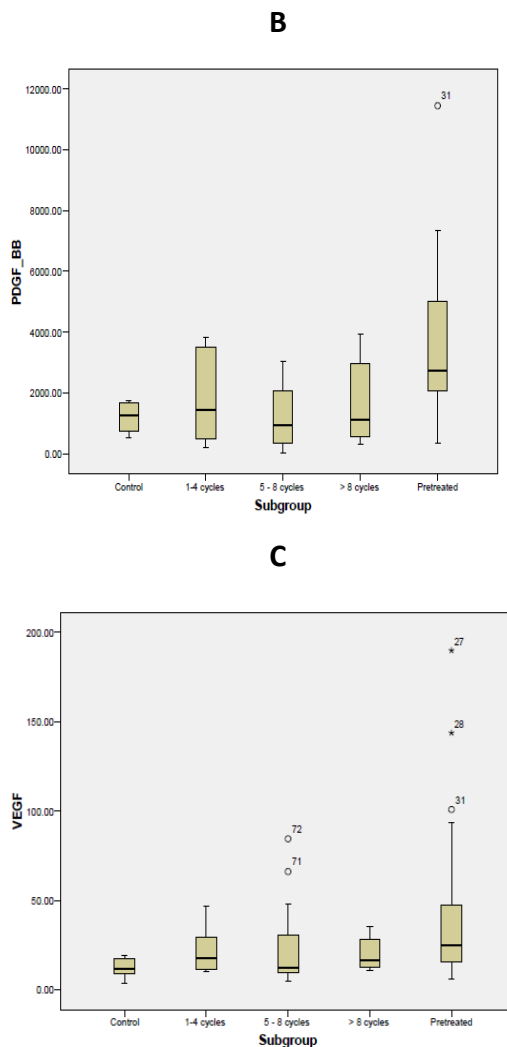 B
12000.00
10000.00
8000.00
6000.00
4000.00
2000.00
0.00
PDGF_BB
31
Control 1-4 cycles 5 - 8 cycles > 8 cycles Pretreated
Subgroup
C
200.00
150.00
100.00
50.00
0.00
VEGF
27
28
31
72
71
Control 1-4 cycles 5 - 8 cycles > 8 cycles Pretreated
Subgroup